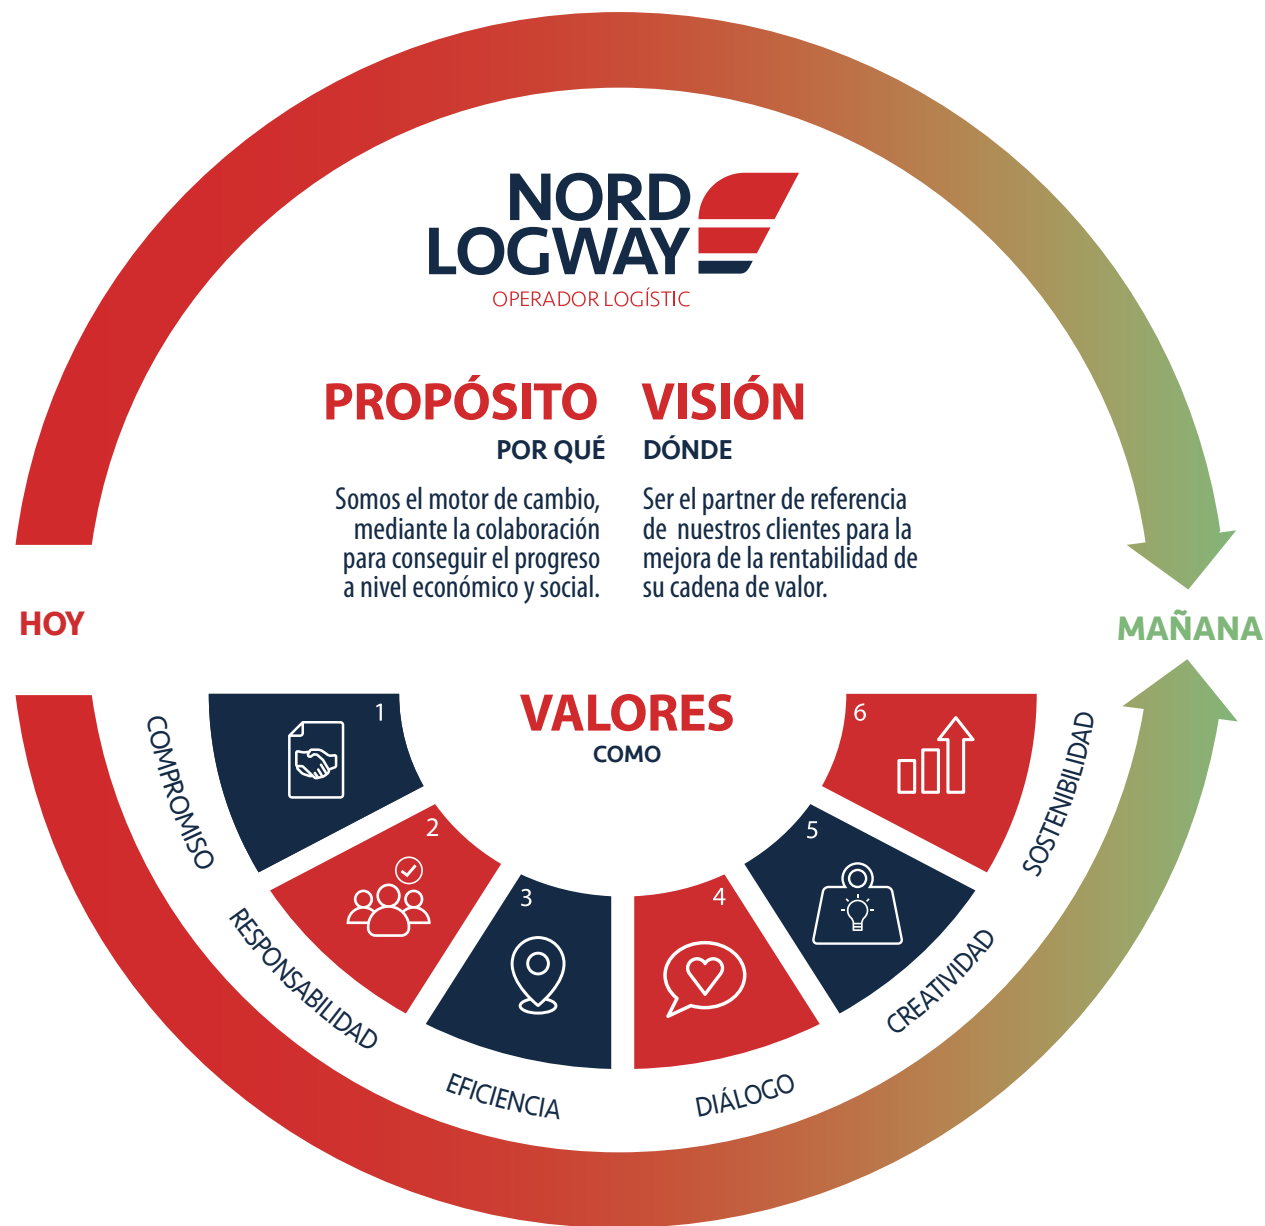 NORD
LOGWAY
OPERADOR LOGÍSTIC
PROPÓSITO
POR QUÉ
Somos el motor de cambio,
mediante la colaboración
para conseguir el progreso
a nivel económico y social.
VISIÓN
DÓNDE
Ser el partner de referencia
de nuestros clientes para la
mejora de la rentabilidad de
su cadena de valor.
HOY
MAÑANA
VALORES
COMO
1
COMPROMISO
2
RESPONSABILIDAD
3
EFICIENCIA
4
DIÁLOGO
5
CREATIVIDAD
6
SOSTENIBILIDAD